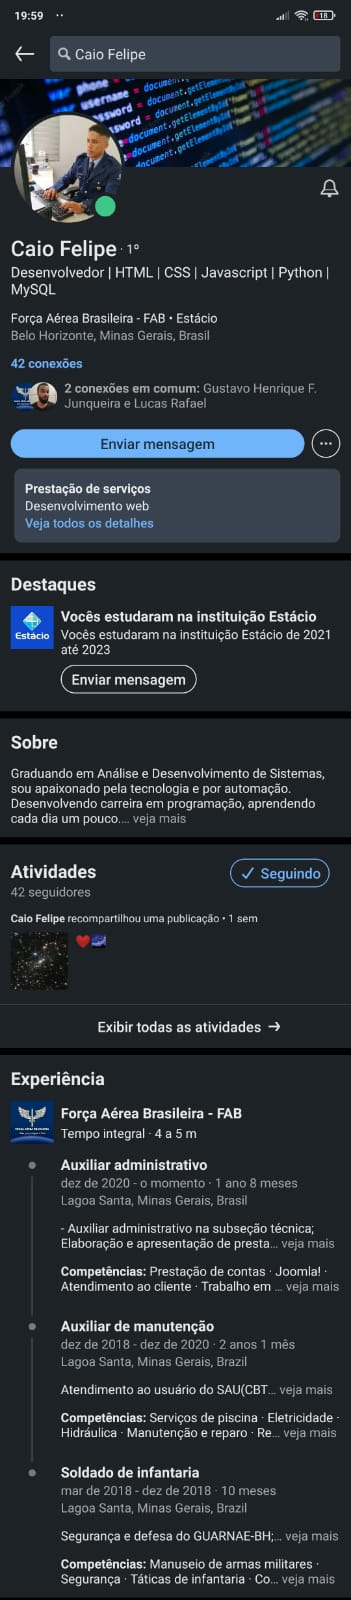 19:59 ··
18
Caio Felipe
phone
username =
document.getElementById
password = document.getElement
document.getElementById
Caio Felipe · 1º
Desenvolvedor | HTML | CSS | Javascript | Python |
MySQL
Força Aérea Brasileira - FAB • Estácio
Belo Horizonte, Minas Gerais, Brasil
42 conexões
2 conexões em comum: Gustavo Henrique F.
Junqueira e Lucas Rafael
Enviar mensagem
Prestação de serviços
Desenvolvimento web
Veja todos os detalhes
Destaques
Estácio
Vocês estudaram na instituição Estácio
Vocês estudaram na instituição Estácio de 2021
até 2023
Enviar mensagem
Sobre
Graduando em Análise e Desenvolvimento de Sistemas,
sou apaixonado pela tecnologia e por automação.
Desenvolvendo carreira em programação, aprendendo
cada dia um pouco.... veja mais
Atividades
Seguindo
42 seguidores
Caio Felipe recompartilhou uma publicação • 1 sem
❤️🌌
Exibir todas as atividades →
Experiência
Força Aérea Brasileira - FAB
Tempo integral · 4 a 5 m
Auxiliar administrativo
dez de 2020 - o momento · 1 ano 8 meses
Lagoa Santa, Minas Gerais, Brasil
- Auxiliar administrativo na subseção técnica;
Elaboração e apresentação de presta... veja mais
Competências: Prestação de contas · Joomla! ·
Atendimento ao cliente · Trabalho em ... veja mais
Auxiliar de manutenção
dez de 2018 - dez de 2020 · 2 anos 1 mês
Lagoa Santa, Minas Gerais, Brazil
Atendimento ao usuário do SAU(CBT... veja mais
Competências: Serviços de piscina · Eletricidade ·
Hidráulica · Manutenção e reparo · Re... veja mais
Soldado de infantaria
mar de 2018 - dez de 2018 · 10 meses
Lagoa Santa, Minas Gerais, Brazil
Segurança e defesa do GUARNAE-BH;... veja mais
Competências: Manuseio de armas militares ·
Segurança · Táticas de infantaria · Co... veja mais